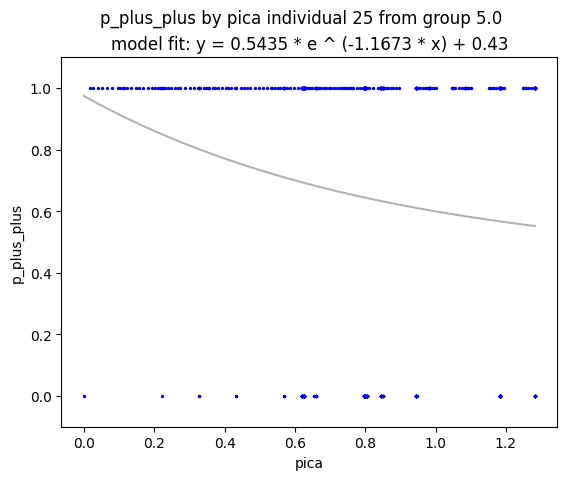 p_plus_plus by pica individual 25 from group 5.0
model fit: y = 0.5435 * e ^ (-1.1673 * x) + 0.43
1.0
0.8
0.6
0.4
0.2
0.0
p_plus_plus
0.0 0.2 0.4 0.6 0.8 1.0 1.2
pica